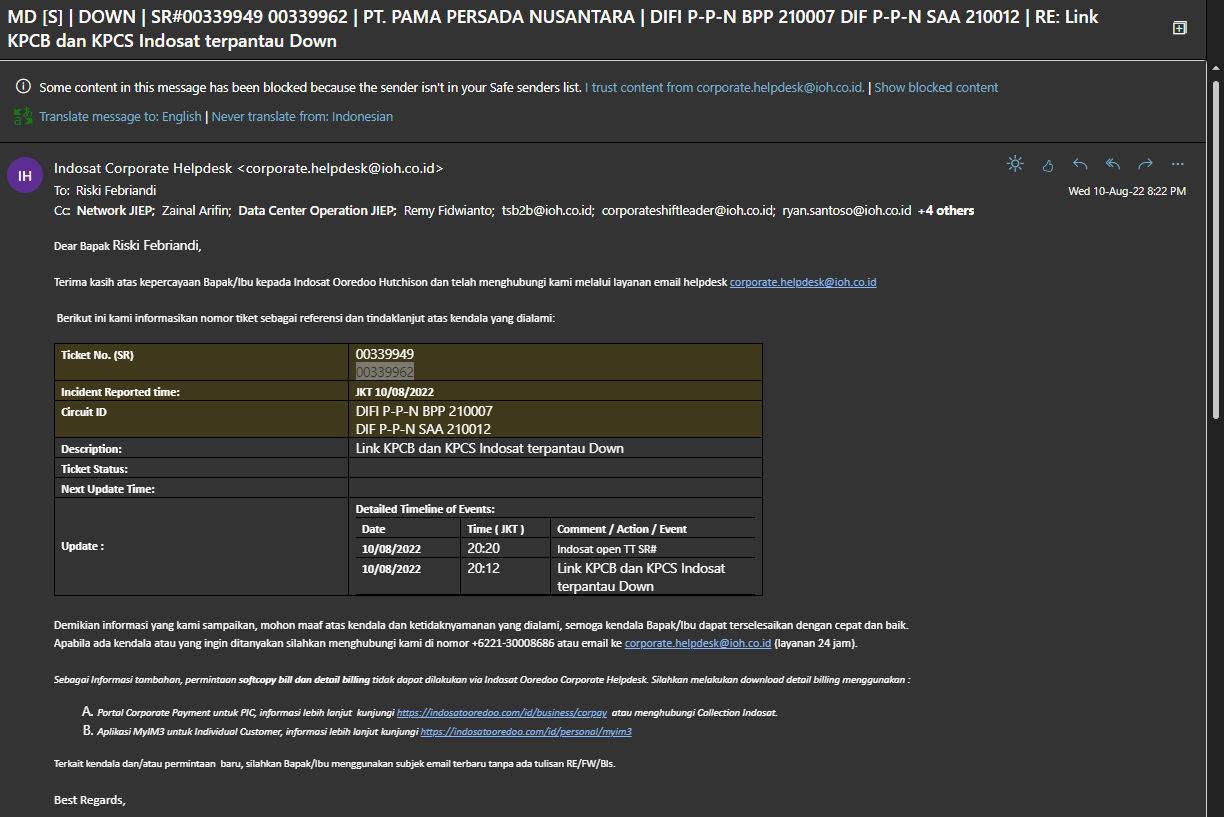 MD [S] | DOWN | SR#00339949 00339962 | PT. PAMA PERSADA NUSANTARA | DIFI P-P-N BPP 210007 DIF P-P-N SAA 210012 | RE: Link
KPCB dan KPCS Indosat terpantau Down
Some content in this message has been blocked because the sender isn't in your Safe senders list. I trust content from corporate.helpdesk@ioh.co.id. | Show blocked content
Translate message to: English | Never translate from: Indonesian
IH
Indosat Corporate Helpdesk <corporate.helpdesk@ioh.co.id>
To: Riski Febriandi
Wed 10-Aug-22 8:22 PM
Cc: Network JIEP; Zainal Arifin; Data Center Operation JIEP; Remy Fidwianto; tsb2b@ioh.co.id; corporateshiftleader@ioh.co.id; ryan.santoso@ioh.co.id +4 others
Dear Bapak Riski Febriandi,
Terima kasih atas kepercayaan Bapak/Ibu kepada Indosat Ooredoo Hutchison dan telah menghubungi kami melalui layanan email helpdesk corporate.helpdesk@ioh.co.id
Berikut ini kami informasikan nomor tiket sebagai referensi dan tindaklanjut atas kendala yang dialami:
Ticket No. (SR) 00339949
00339962
Incident Reported time: JKT 10/08/2022
Circuit ID DIFI P-P-N BPP 210007
DIF P-P-N SAA 210012
Description: Link KPCB dan KPCS Indosat terpantau Down
Ticket Status:
Next Update Time:
Update :
Detailed Timeline of Events:
Date Time ( JKT ) Comment / Action / Event
10/08/2022 20:20 Indosat open TT SR#
10/08/2022 20:12 Link KPCB dan KPCS Indosat
terpantau Down
Demikian informasi yang kami sampaikan, mohon maaf atas kendala dan ketidaknyamanan yang dialami, semoga kendala Bapak/Ibu dapat terselesaikan dengan cepat dan baik.
Apabila ada kendala atau yang ingin ditanyakan silahkan menghubungi kami di nomor +6221-30008686 atau email ke corporate.helpdesk@ioh.co.id (layanan 24 jam).
Sebagai Informasi tambahan, permintaan softcopy bill dan detail billing tidak dapat dilakukan via Indosat Ooredoo Corporate Helpdesk. Silahkan melakukan download detail billing menggunakan :
A. Portal Corporate Payment untuk PIC, informasi lebih lanjut kunjungi https://indosatooredoo.com/id/business/corpay atau menghubungi Collection Indosat.
B. Aplikasi MyIM3 untuk Individual Customer, informasi lebih lanjut kunjungi https://indosatooredoo.com/id/personal/myim3
Terkait kendala dan/atau permintaan baru, silahkan Bapak/Ibu menggunakan subjek email terbaru tanpa ada tulisan RE/FW/Bls.
Best Regards,